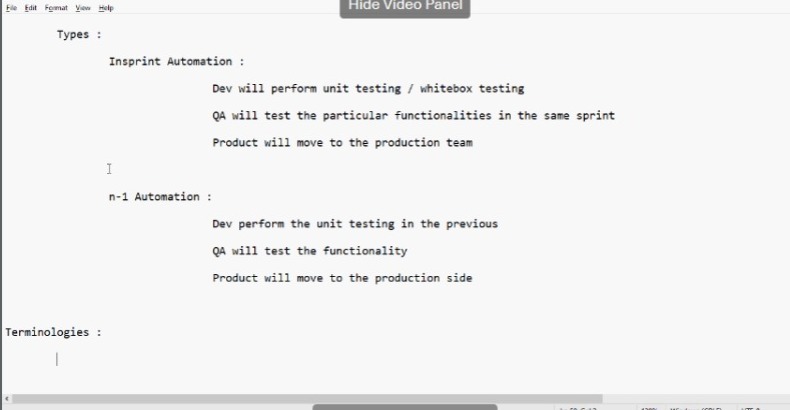 File Edit Format View Help
Hide Video Panel
Types :
Insprint Automation :
Dev will perform unit testing / whitebox testing
QA will test the particular functionalities in the same sprint
Product will move to the production team
n-1 Automation :
Dev perform the unit testing in the previous
QA will test the functionality
Product will move to the production side
Terminologies :